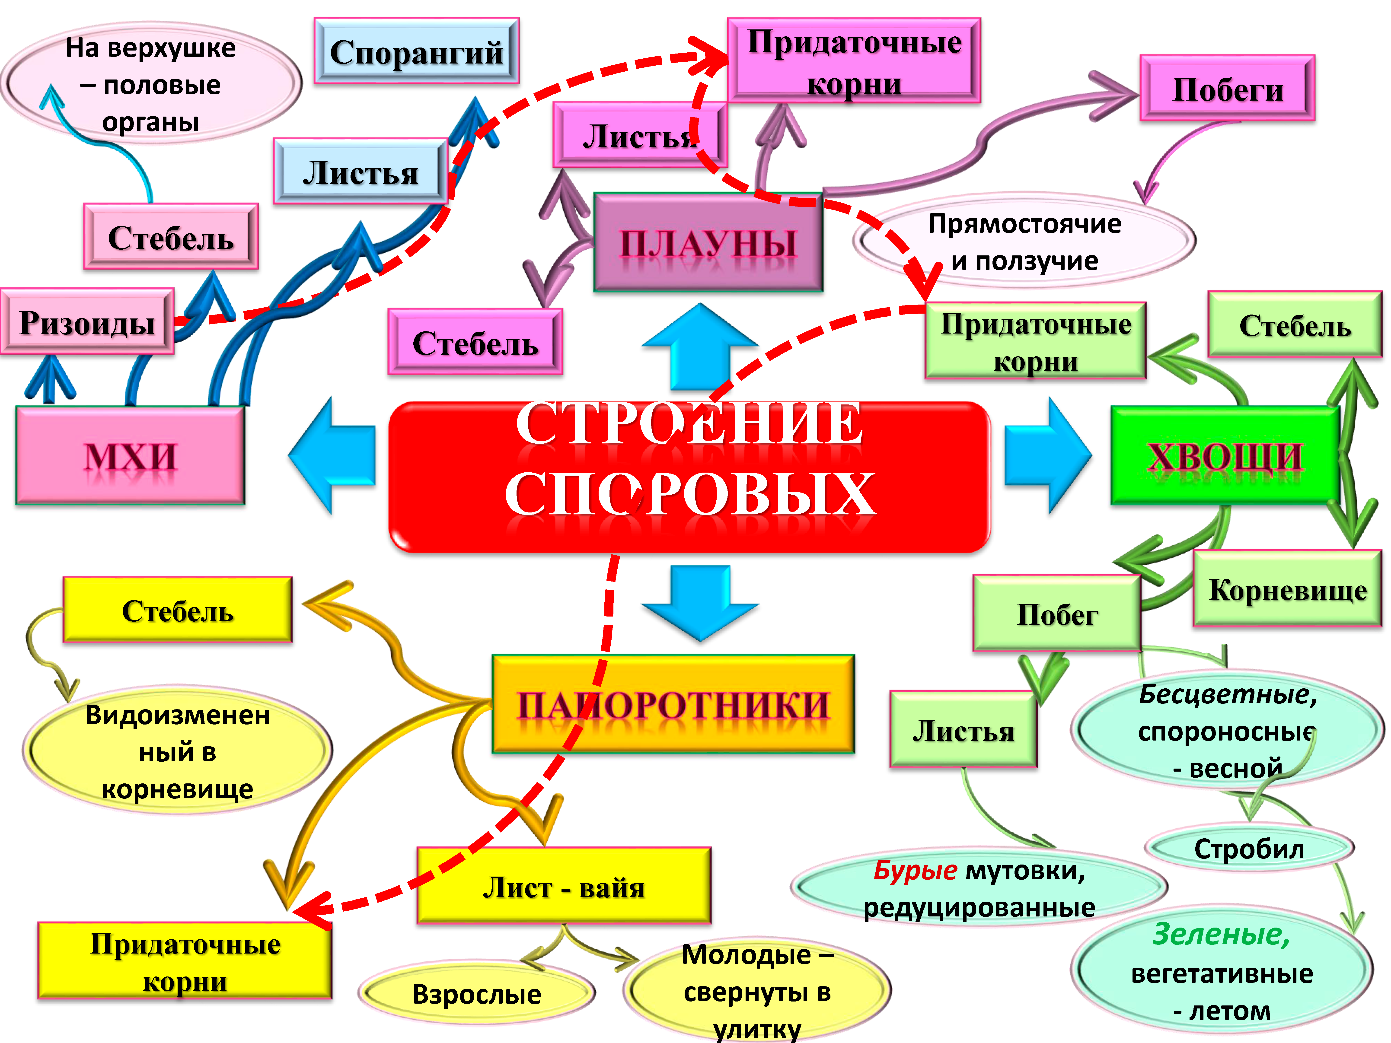 На верхушке
– половые
органы
Спорангий
Придаточные
корни
Побеги
Листья
Листья
Стебель
ПЛАУНЫ
Прямостоячие
и ползучие
Ризоиды
Стебель
Придаточные
корни
Стебель
МХИ
СТРОЕНИЕ
СПОРОВЫХ
ХВОЩИ
Стебель
Побег
Корневище
Видоизменен
ный в
корневище
ПАПОРОТНИКИ
Листья
Бесцветные,
спороносные
- весной
Стробил
Лист - вайя
Бурые мутовки,
редуцированные
Придаточные
корни
Взрослые
Молодые –
свернуты в
улитку
Зеленые,
вегетативные
- летом